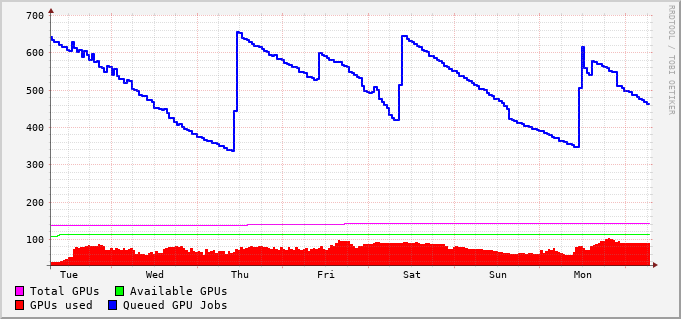 700
600
500
400
300
200
100
Tue Wed Thu Fri Sat Sun Mon
Total GPUs Available GPUs
GPUs used Queued GPU Jobs
RRDTOOL / TOBI OETIKER